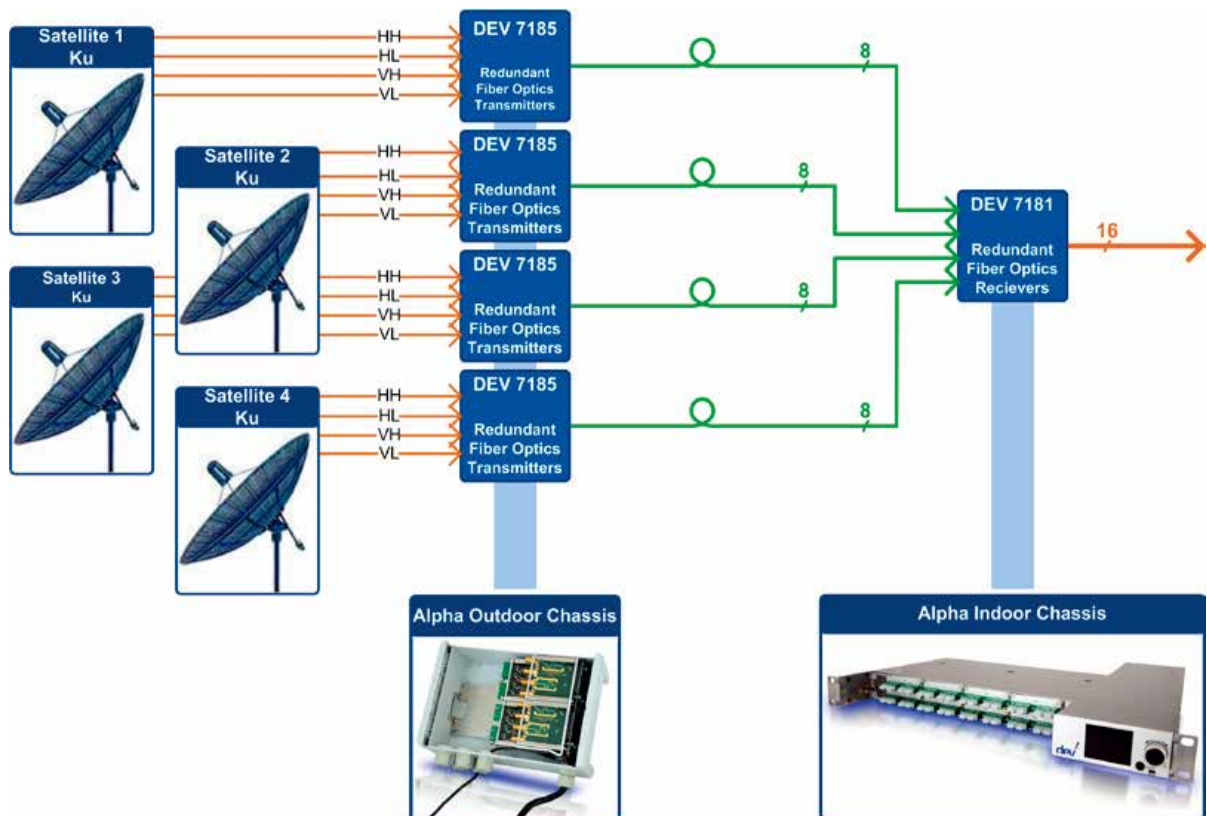 Satellite 1
Ku
HH
HL
VH
VL
DEV 7185
Redundant
Fiber Optics
Transmitters
8
Satellite 2
Ku
HH
HL
VH
VL
DEV 7185
Redundant
Fiber Optics
Transmitters
8
Satellite 3
Ku
HH
HL
VH
VL
DEV 7185
Redundant
Fiber Optics
Transmitters
8
Satellite 4
Ku
HH
HL
VH
VL
DEV 7185
Redundant
Fiber Optics
Transmitters
8
DEV 7181
Redundant
Fiber Optics
Recievers
16
Alpha Outdoor Chassis
Alpha Indoor Chassis
dev